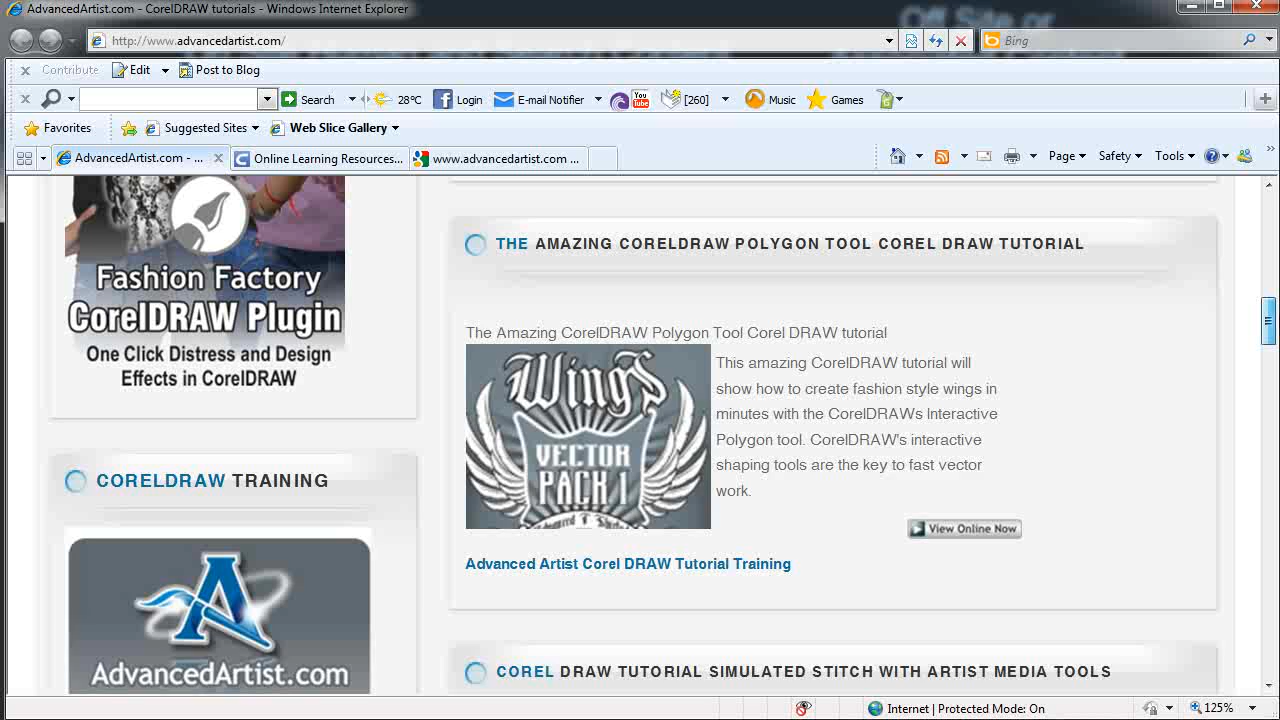 AdvancedArtist.com - CorelDRAW tutorials - Windows Internet Explorer
Off Site or
http://www.advancedartist.com/
Bing
Contribute Edit Post to Blog
Search 28°C Login E-mail Notifier You Tube [260] Music Games
Favorites Suggested Sites Web Slice Gallery
AdvancedArtist.com - ... Online Learning Resources... www.advancedartist.com ... Page Safety Tools
Fashion Factory
CorelDRAW Plugin
One Click Distress and Design
Effects in CorelDRAW
CORELDRAW TRAINING
AdvancedArtist.com
THE AMAZING CORELDRAW POLYGON TOOL COREL DRAW TUTORIAL
The Amazing CorelDRAW Polygon Tool Corel DRAW tutorial
Wings
VECTOR
PACK 1
This amazing CorelDRAW tutorial will
show how to create fashion style wings in
minutes with the CorelDRAWs Interactive
Polygon tool. CorelDRAW's interactive
shaping tools are the key to fast vector
work.
View Online Now
Advanced Artist Corel DRAW Tutorial Training
COREL DRAW TUTORIAL SIMULATED STITCH WITH ARTIST MEDIA TOOLS
Internet | Protected Mode: On 125%